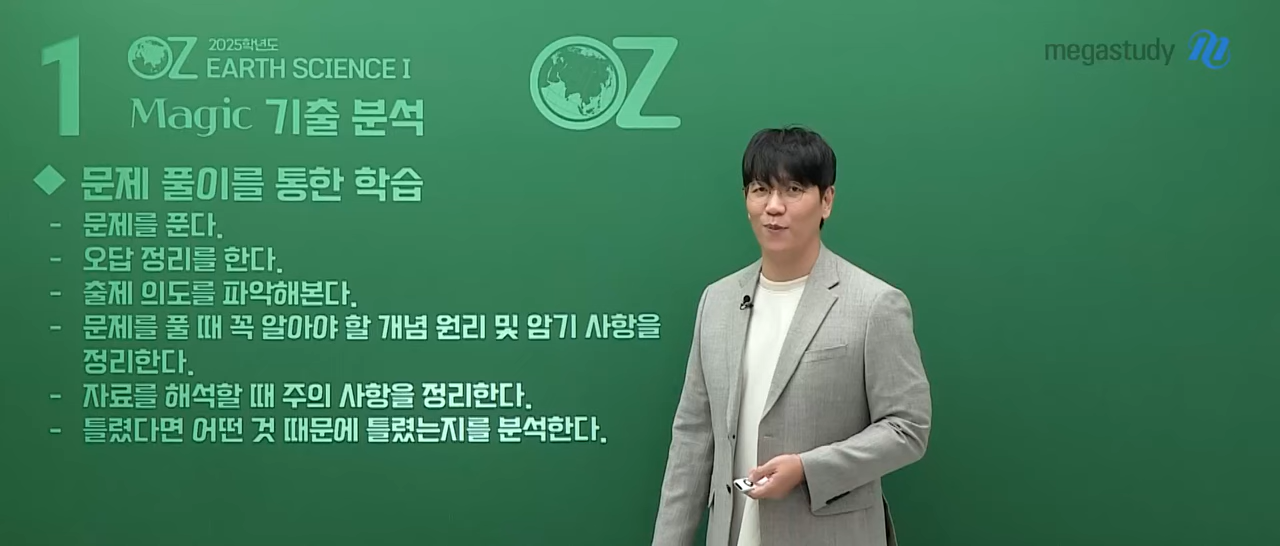 1
OZ
2025학년도
EARTH SCIENCE I
Magic 기출 분석
OZ
megastudy
◆ 문제 풀이를 통한 학습
- 문제를 푼다.
- 오답 정리를 한다.
- 출제 의도를 파악해본다.
- 문제를 풀 때 꼭 알아야 할 개념 원리 및 암기 사항을
정리한다.
- 자료를 해석할 때 주의 사항을 정리한다.
- 틀렸다면 어떤 것 때문에 틀렸는지를 분석한다.